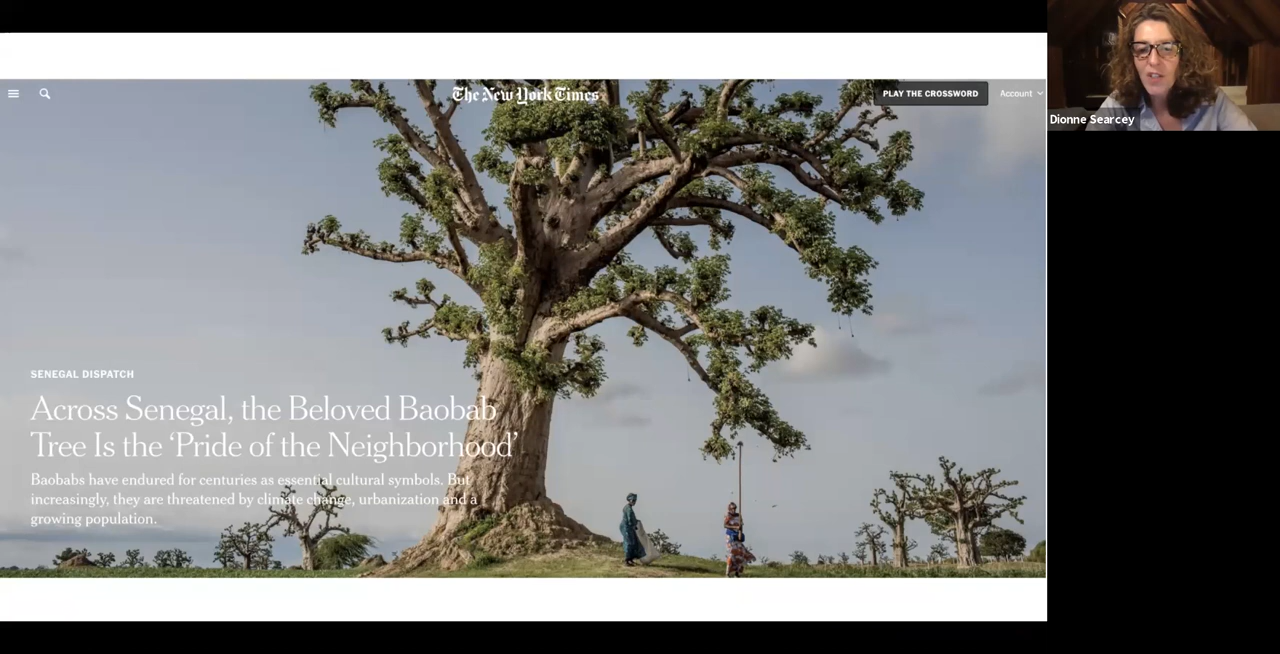 The New York Times
PLAY THE CROSSWORD
Account
Dionne Searcey
SENEGAL DISPATCH
Across Senegal, the Beloved Baobab
Tree Is the ‘Pride of the Neighborhood’
Baobabs have endured for centuries as essential cultural symbols. But
increasingly, they are threatened by climate change, urbanization and a
growing population.